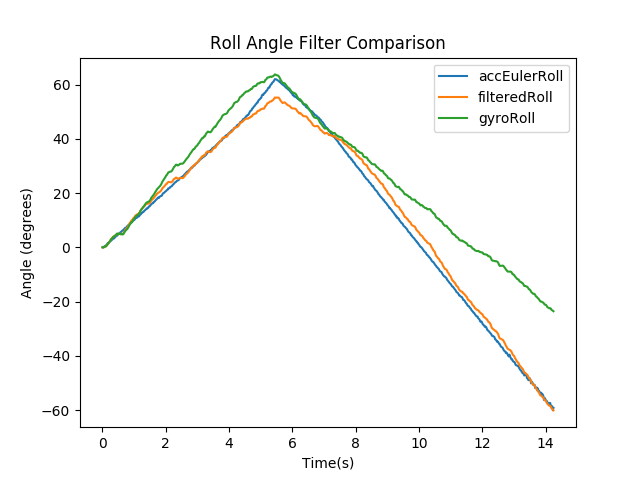 Roll Angle Filter Comparison
accEulerRoll
filteredRoll
gyroRoll
Angle (degrees)
60
40
20
0
−20
−40
−60
0 2 4 6 8 10 12 14
Time(s)